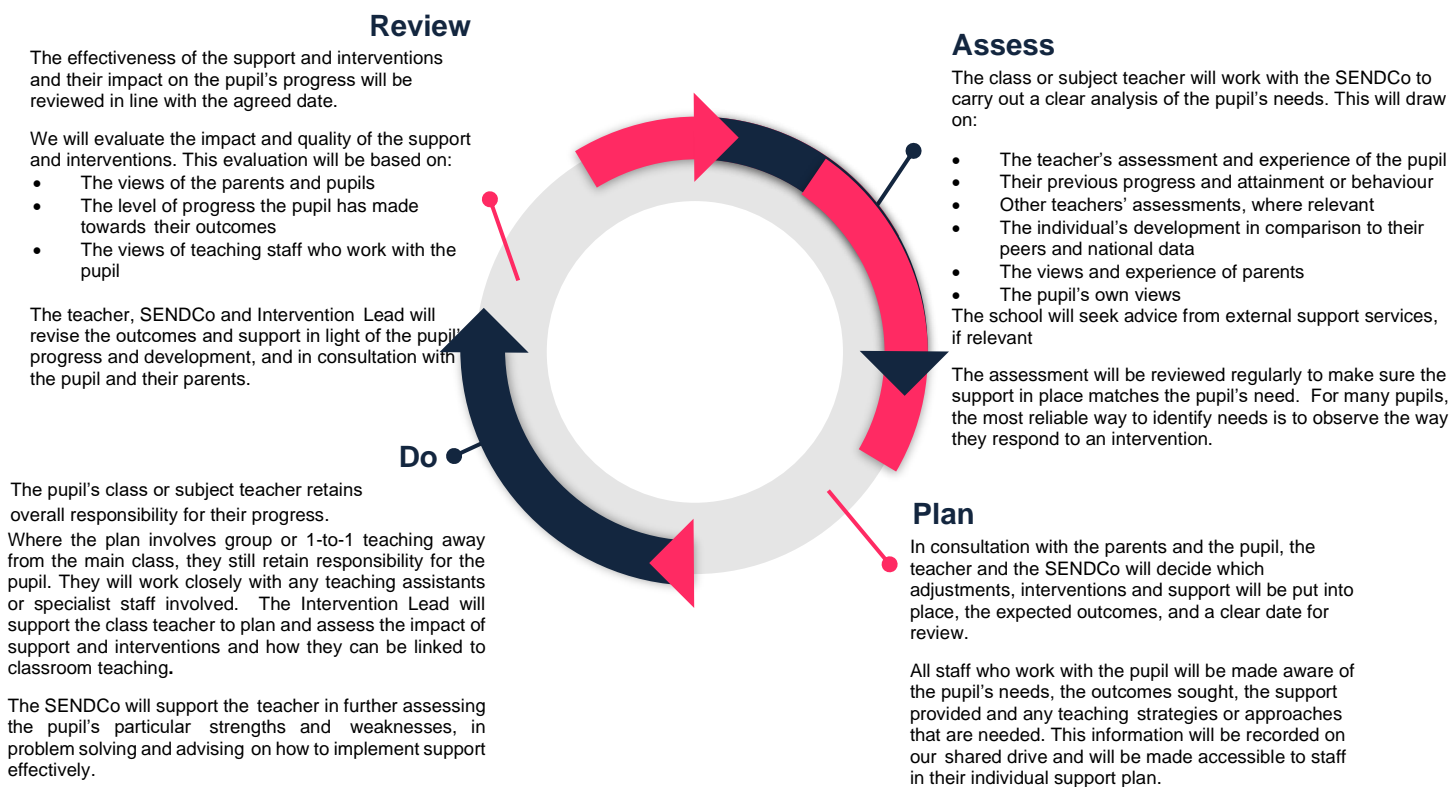 Review
The effectiveness of the support and interventions
and their impact on the pupil's progress will be
reviewed in line with the agreed date.
We will evaluate the impact and quality of the support
and interventions. This evaluation will be based on:
• The views of the parents and pupils
• The level of progress the pupil has made
towards their outcomes
• The views of teaching staff who work with the
pupil
The teacher, SENDCo and Intervention Lead will
revise the outcomes and support in light of the pupil'
progress and development, and in consultation with
the pupil and their parents.
Assess
The class or subject teacher will work with the SENDCo to
carry out a clear analysis of the pupil's needs. This will draw
on:
• The teacher's assessment and experience of the pupil
• Their previous progress and attainment or behaviour
• Other teachers' assessments, where relevant
• The individual's development in comparison to their
peers and national data
• The views and experience of parents
• The pupil's own views
The school will seek advice from external support services,
if relevant
The assessment will be reviewed regularly to make sure the
support in place matches the pupil's need. For many pupils,
the most reliable way to identify needs is to observe the way
they respond to an intervention.
Do
The pupil's class or subject teacher retains
overall responsibility for their progress.
Where the plan involves group or 1-to-1 teaching away
from the main class, they still retain responsibility for the
pupil. They will work closely with any teaching assistants
or specialist staff involved. The Intervention Lead will
support the class teacher to plan and assess the impact of
support and interventions and how they can be linked to
classroom teaching.
The SENDCo will support the teacher in further assessing
the pupil's particular strengths and weaknesses, in
problem solving and advising on how to implement support
effectively.
Plan
In consultation with the parents and the pupil, the
teacher and the SENDCo will decide which
adjustments, interventions and support will be put into
place, the expected outcomes, and a clear date for
review.
All staff who work with the pupil will be made aware of
the pupil's needs, the outcomes sought, the support
provided and any teaching strategies or approaches
that are needed. This information will be recorded on
our shared drive and will be made accessible to staff
in their individual support plan.